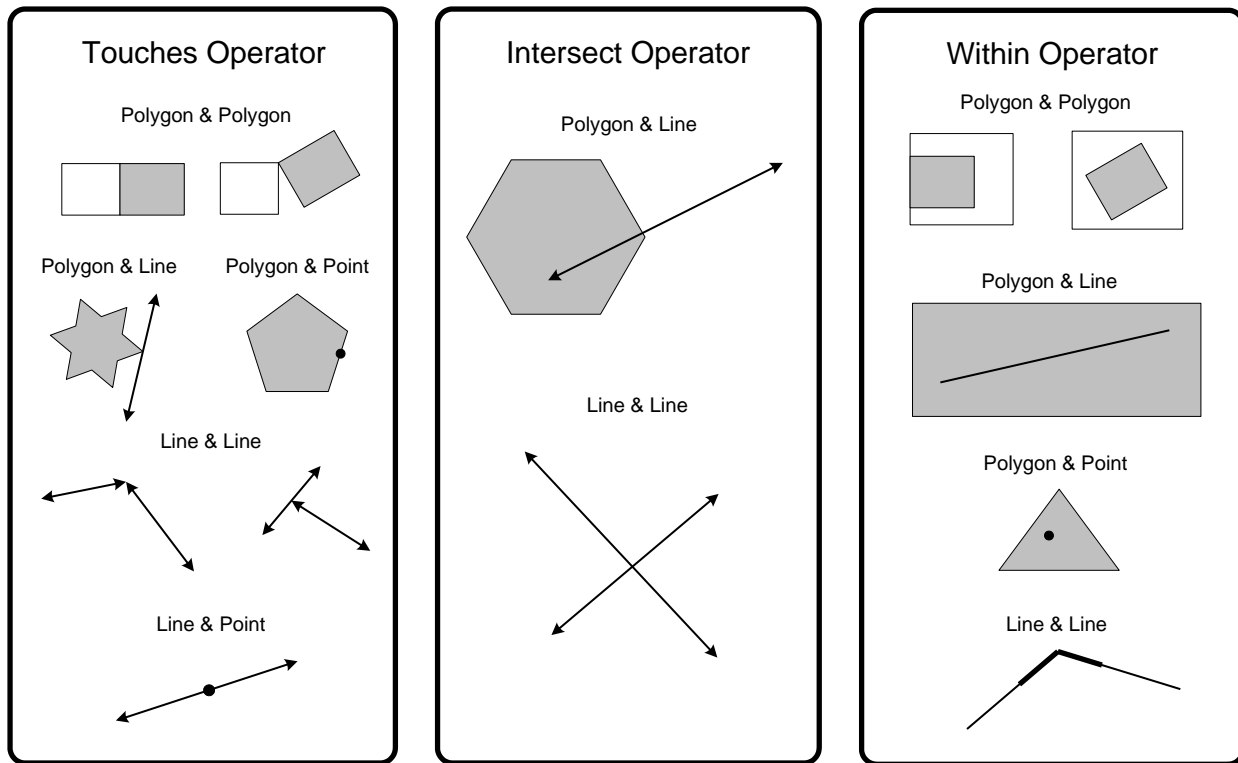 Touches Operator
Polygon & Polygon
Polygon & Line
Polygon & Point
Line & Line
Line & Point
Intersect Operator
Polygon & Line
Line & Line
Within Operator
Polygon & Polygon
Polygon & Line
Polygon & Point
Line & Line